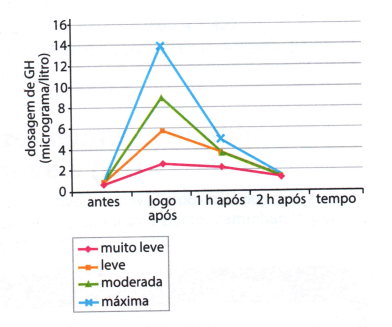 16
14
12
10
8
6
4
2
0
dosagem de GH
(micrograma/litro)
antes
logo
após
1 h após
2 h após
tempo
muito leve
leve
moderada
máxima